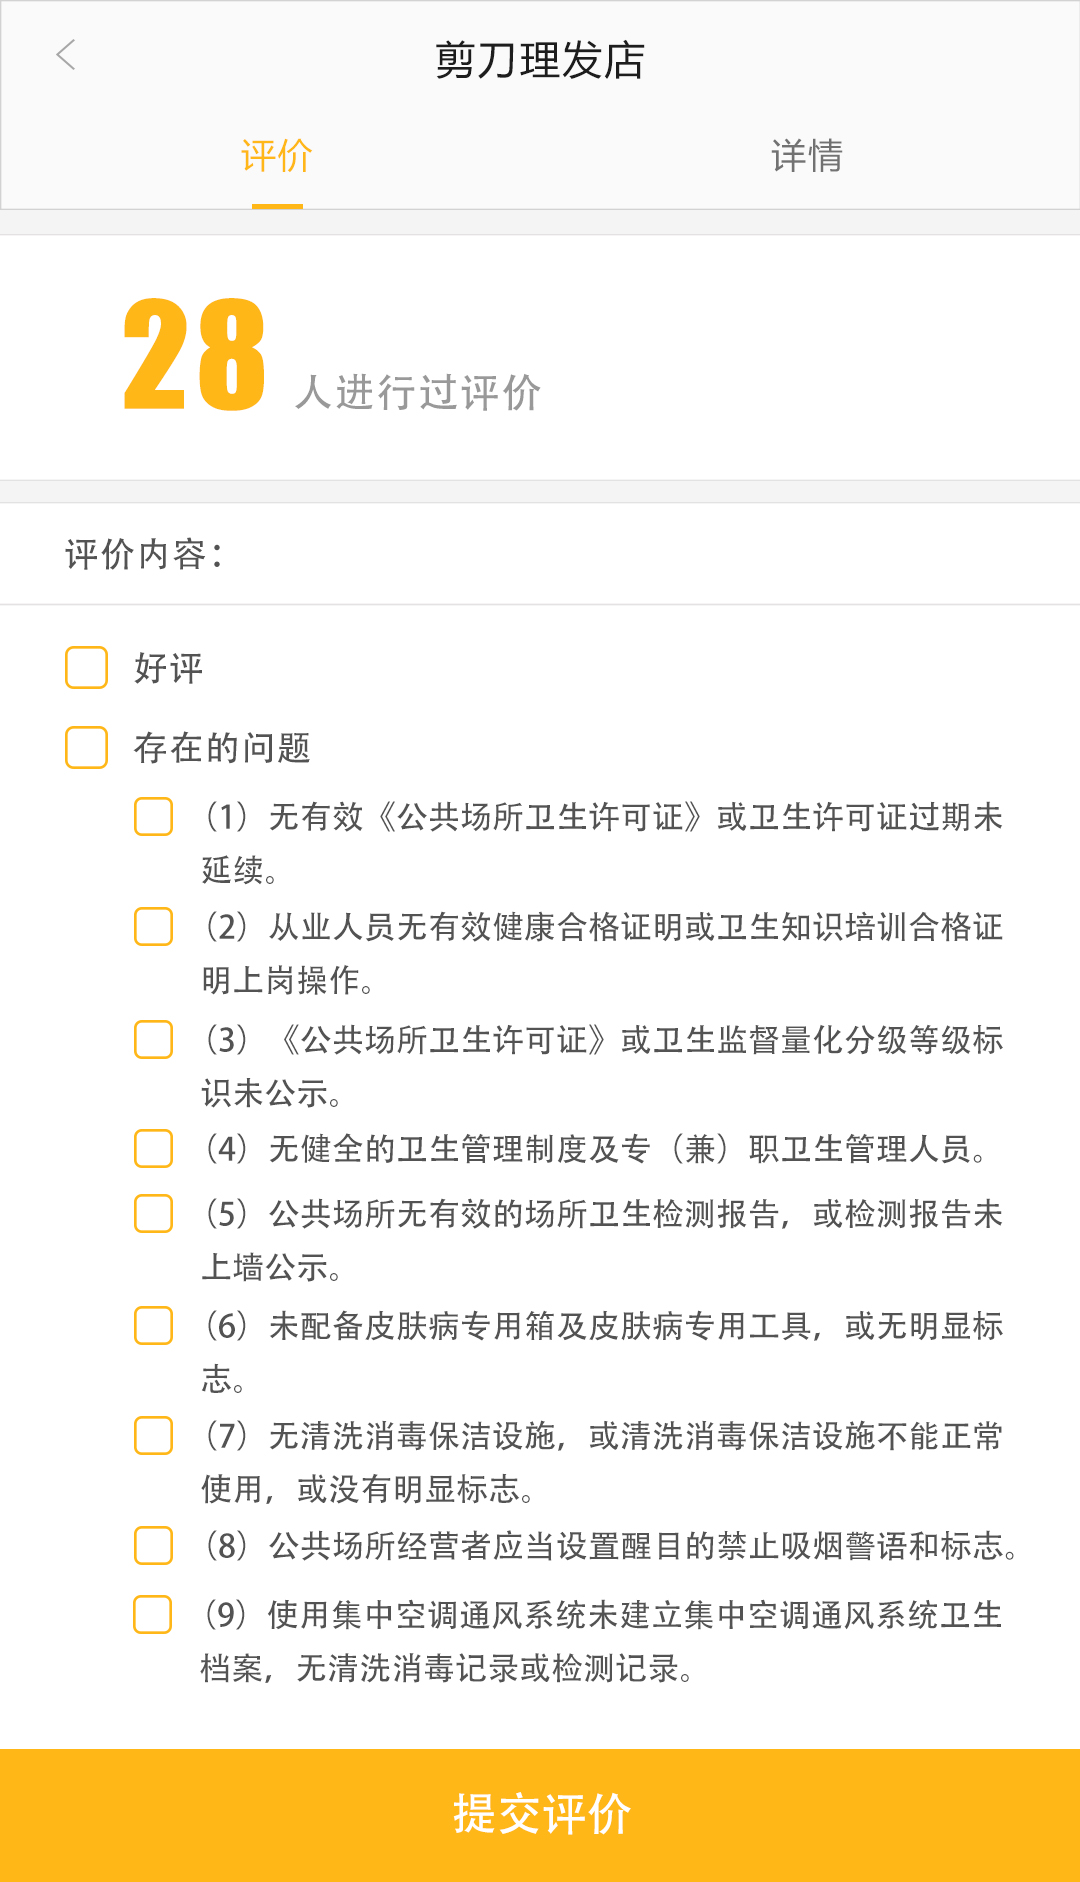 剪刀理发店
评价
详情
28 人进行过评价
评价内容：
好评
存在的问题
（1）无有效《公共场所卫生许可证》或卫生许可证过期未
延续。
（2）从业人员无有效健康合格证明或卫生知识培训合格证
明上岗操作。
（3）《公共场所卫生许可证》或卫生监督量化分级等级标
识未公示。
（4）无健全的卫生管理制度及专（兼）职卫生管理人员。
（5）公共场所无有效的场所卫生检测报告，或检测报告未
上墙公示。
（6）未配备皮肤病专用箱及皮肤病专用工具，或无明显标
志。
（7）无清洗消毒保洁设施，或清洗消毒保洁设施不能正常
使用，或没有明显标志。
（8）公共场所经营者应当设置醒目的禁止吸烟警语和标志。
（9）使用集中空调通风系统未建立集中空调通风系统卫生
档案，无清洗消毒记录或检测记录。
提交评价